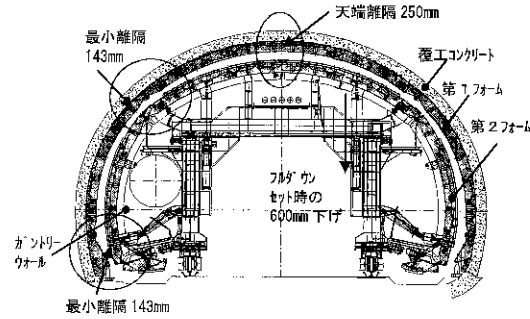 天端離隔 250mm
最小離隔
143mm
覆工コンクリート
第1フォーム
第2フォーム
フルダウン
セット時の
600mm 下げ
ガントリー
ウォール
最小離隔 143mm